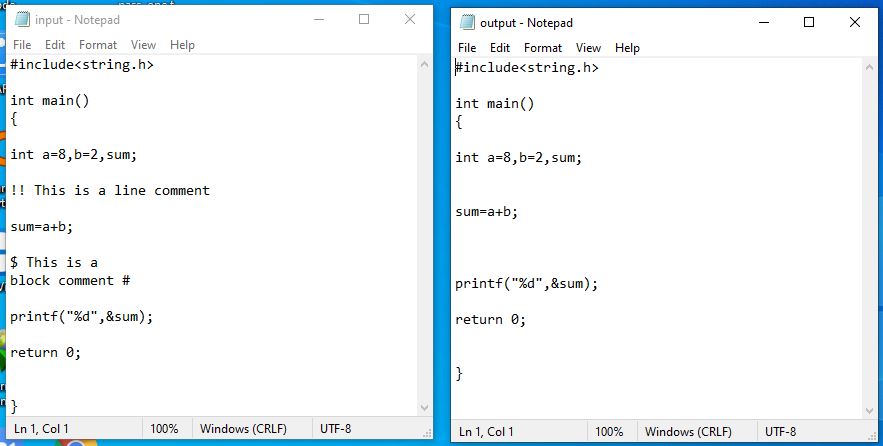 input - Notepad
File Edit Format View Help
#include<string.h>
int main()
{
int a=8,b=2,sum;
!! This is a line comment
sum=a+b;
$ This is a
block comment #
printf("%d",&sum);
return 0;
}
Ln 1, Col 1 100% Windows (CRLF) UTF-8
output - Notepad
File Edit Format View Help
#include<string.h>
int main()
{
int a=8,b=2,sum;
sum=a+b;
printf("%d",&sum);
return 0;
}
Ln 1, Col 1 100% Windows (CRLF) UTF-8